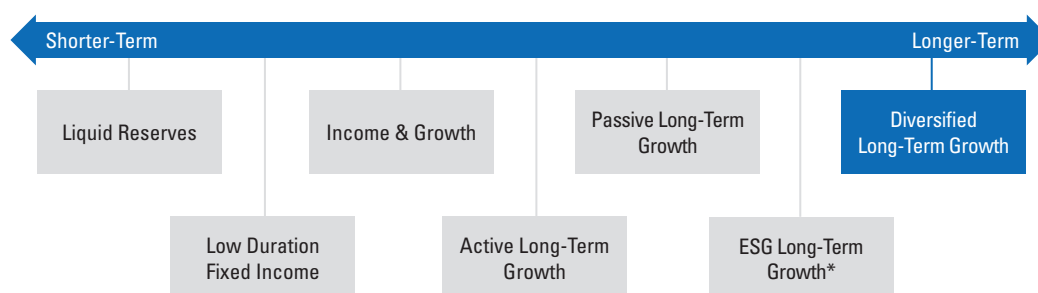 Shorter-Term
Longer-Term
Liquid Reserves
Income & Growth
Passive Long-Term
Growth
Diversified
Long-Term Growth
Low Duration
Fixed Income
Active Long-Term
Growth
ESG Long-Term
Growth*